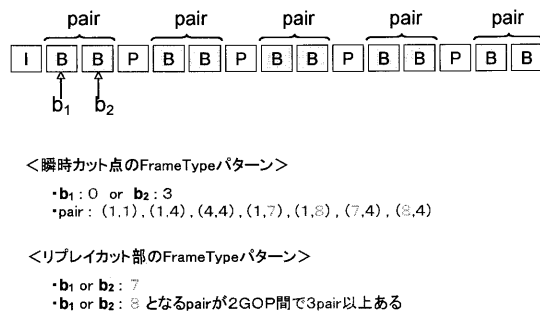 pair pair pair pair pair
I B B P B B P B B P B B P B B
b1 b2
＜瞬時カット点のFrameTypeパターン＞
・b1 : 0 or b2 : 3
・pair : (1,1), (1,4), (4,4), (1,7), (1,8), (7,4), (8,4)
＜リプレイカット部のFrameTypeパターン＞
・b1 or b2 : 7
・b1 or b2 : 8 となるpairが2GOP間で3pair以上ある